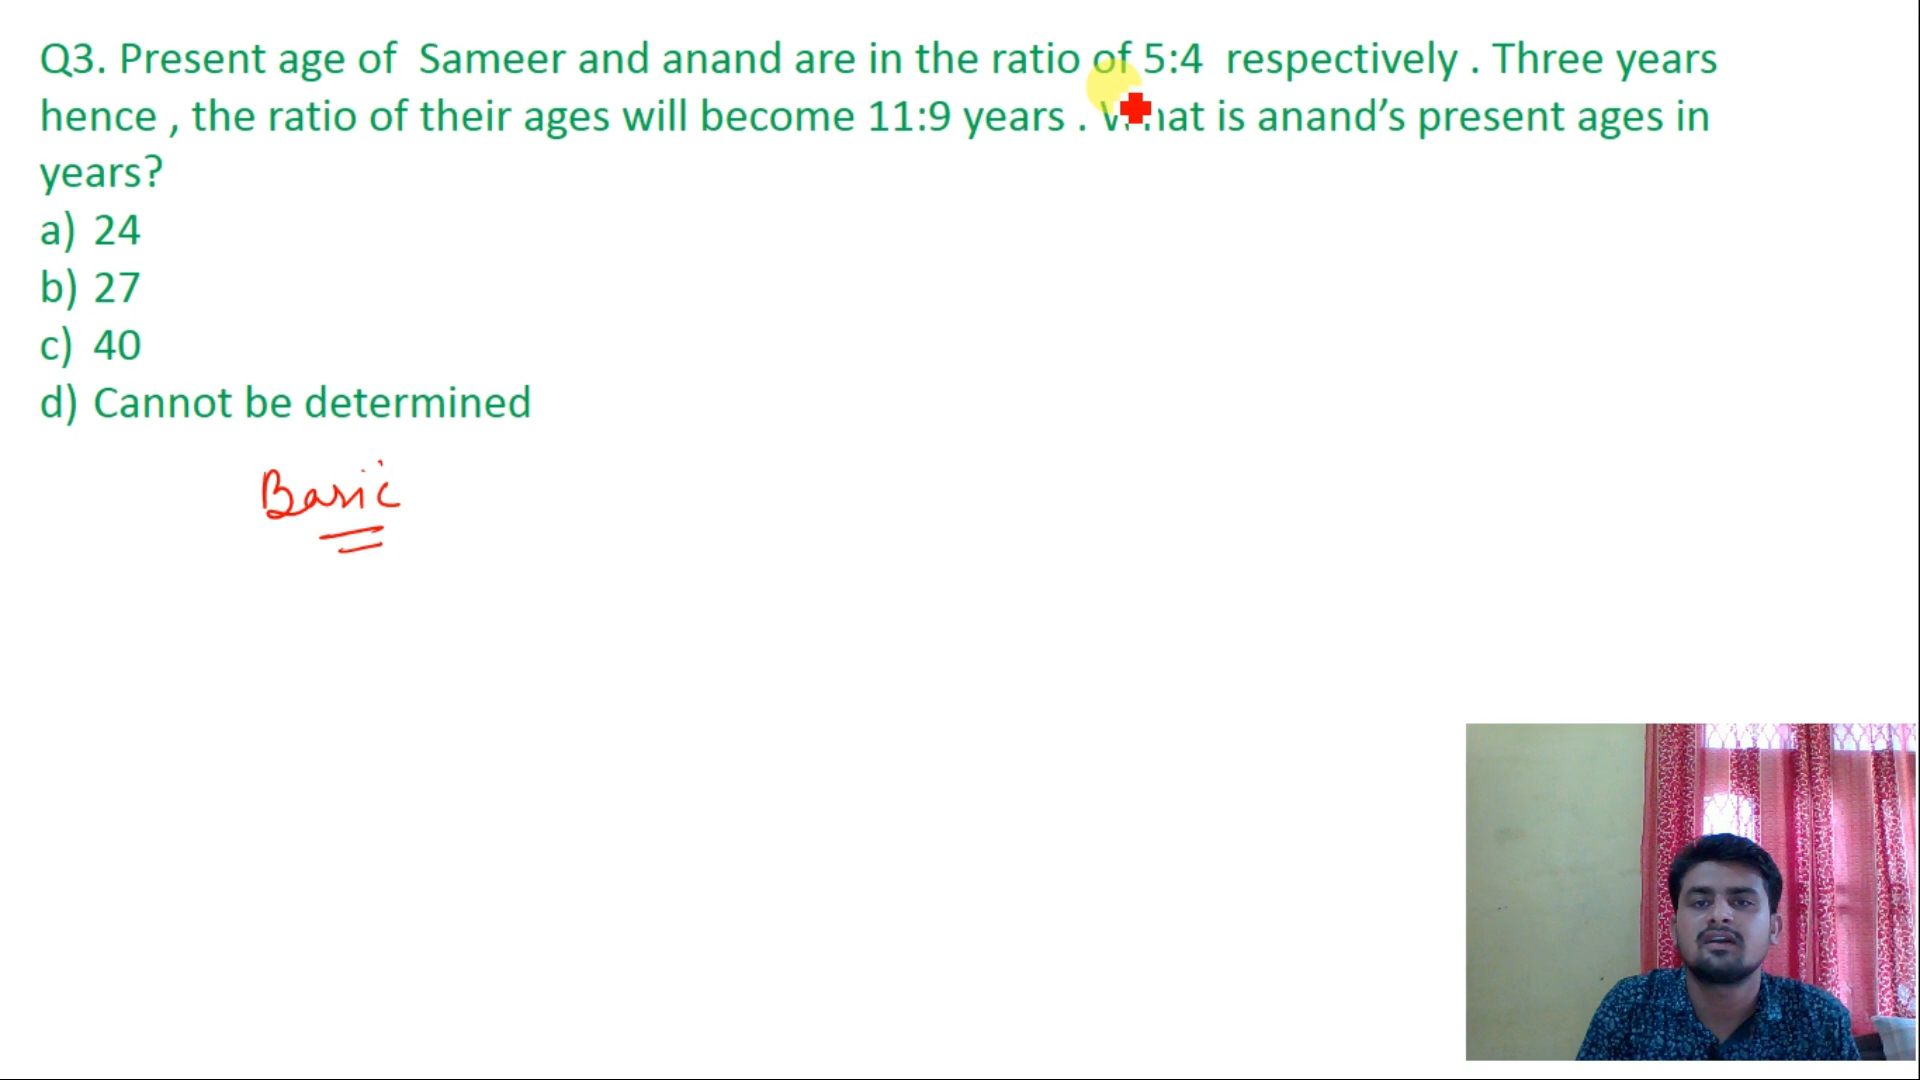 Q3. Present age of Sameer and anand are in the ratio of 5:4 respectively . Three years
hence , the ratio of their ages will become 11:9 years . What is anand’s present ages in
years?
a) 24
b) 27
c) 40
d) Cannot be determined
Basic